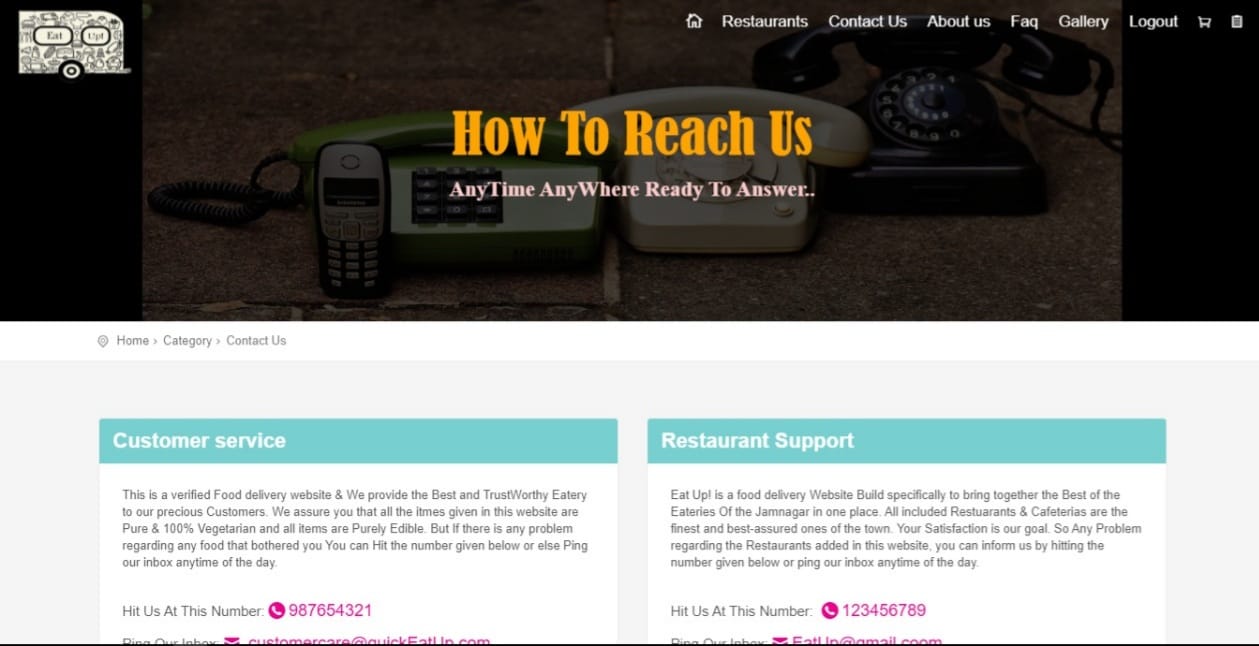 Eat Up!
Restaurants Contact Us About us Faq Gallery Logout
How To Reach Us
AnyTime AnyWhere Ready To Answer..
Home › Category › Contact Us
Customer service
This is a verified Food delivery website & We provide the Best and TrustWorthy Eatery
to our precious Customers. We assure you that all the itmes given in this website are
Pure & 100% Vegetarian and all items are Purely Edible. But If there is any problem
regarding any food that bothered you You can Hit the number given below or else Ping
our inbox anytime of the day.
Hit Us At This Number: 987654321
Ping Our Inbox: customercare@quickEatUp.com
Restaurant Support
Eat Up! is a food delivery Website Build specifically to bring together the Best of the
Eateries Of the Jamnagar in one place. All included Restuarants & Cafeterias are the
finest and best-assured ones of the town. Your Satisfaction is our goal. So Any Problem
regarding the Restaurants added in this website, you can inform us by hitting the
number given below or ping our inbox anytime of the day.
Hit Us At This Number: 123456789
Ping Our Inbox: EatUp@gmail.coom